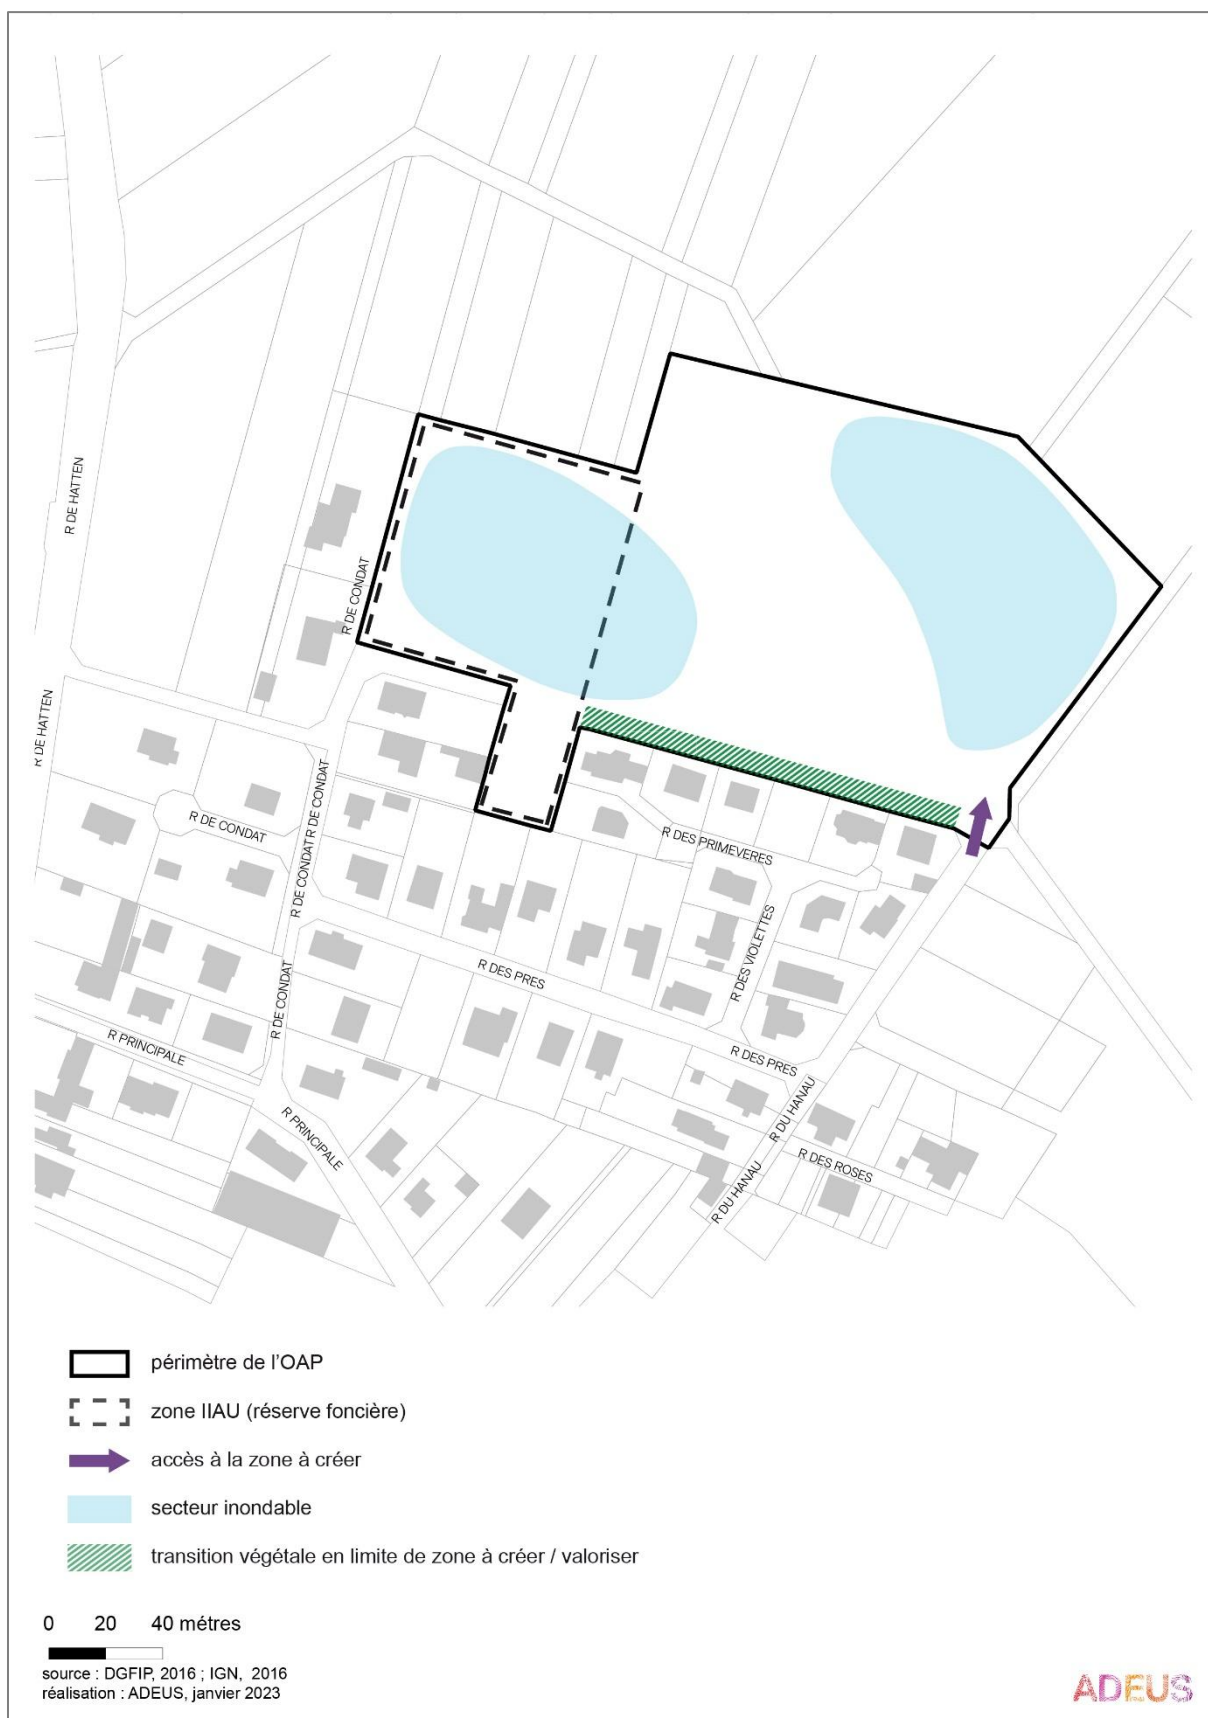 R DE HATTEN
R DE CONDAT
R DE HATTEN
R DE CONDAT
R DE CONDAT
R DE CONDAT
R DES PRIMEVERES
R DES VIOLETTES
R DE CONDAT
R DES PRES
R PRINCIPALE
R DES PRES
R PRINCIPALE
R DU HANAU
R DES ROSES
R DU HANAU
périmètre de l'OAP
zone IIAU (réserve foncière)
accès à la zone à créer
secteur inondable
transition végétale en limite de zone à créer / valoriser
0 20 40 métres
source : DGFIP, 2016 ; IGN, 2016
réalisation : ADEUS, janvier 2023
ADEUS